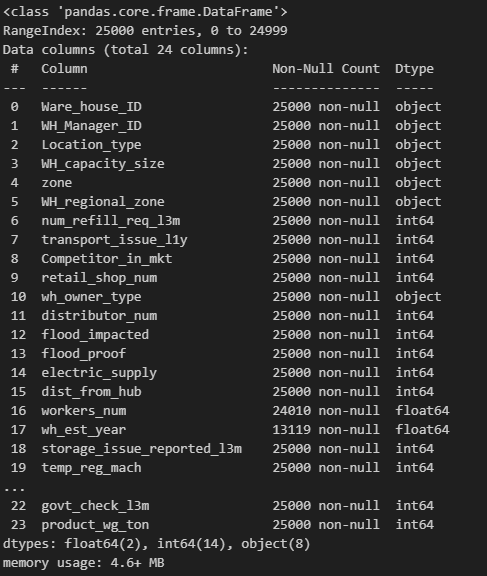 <class 'pandas.core.frame.DataFrame'>
RangeIndex: 25000 entries, 0 to 24999
Data columns (total 24 columns):
 #   Column                    Non-Null Count  Dtype
---  ------                    --------------  -----
 0   Ware_house_ID             25000 non-null  object
 1   WH_Manager_ID             25000 non-null  object
 2   Location_type             25000 non-null  object
 3   WH_capacity_size          25000 non-null  object
 4   zone                      25000 non-null  object
 5   WH_regional_zone          25000 non-null  object
 6   num_refill_req_l3m        25000 non-null  int64
 7   transport_issue_l1y       25000 non-null  int64
 8   Competitor_in_mkt         25000 non-null  int64
 9   retail_shop_num           25000 non-null  int64
 10  wh_owner_type             25000 non-null  object
 11  distributor_num           25000 non-null  int64
 12  flood_impacted            25000 non-null  int64
 13  flood_proof               25000 non-null  int64
 14  electric_supply           25000 non-null  int64
 15  dist_from_hub             25000 non-null  int64
 16  workers_num               24010 non-null  float64
 17  wh_est_year               13119 non-null  float64
 18  storage_issue_reported_l3m  25000 non-null  int64
 19  temp_reg_mach             25000 non-null  int64
...
 22  govt_check_l3m            25000 non-null  int64
 23  product_wg_ton            25000 non-null  int64
dtypes: float64(2), int64(14), object(8)
memory usage: 4.6+ MB